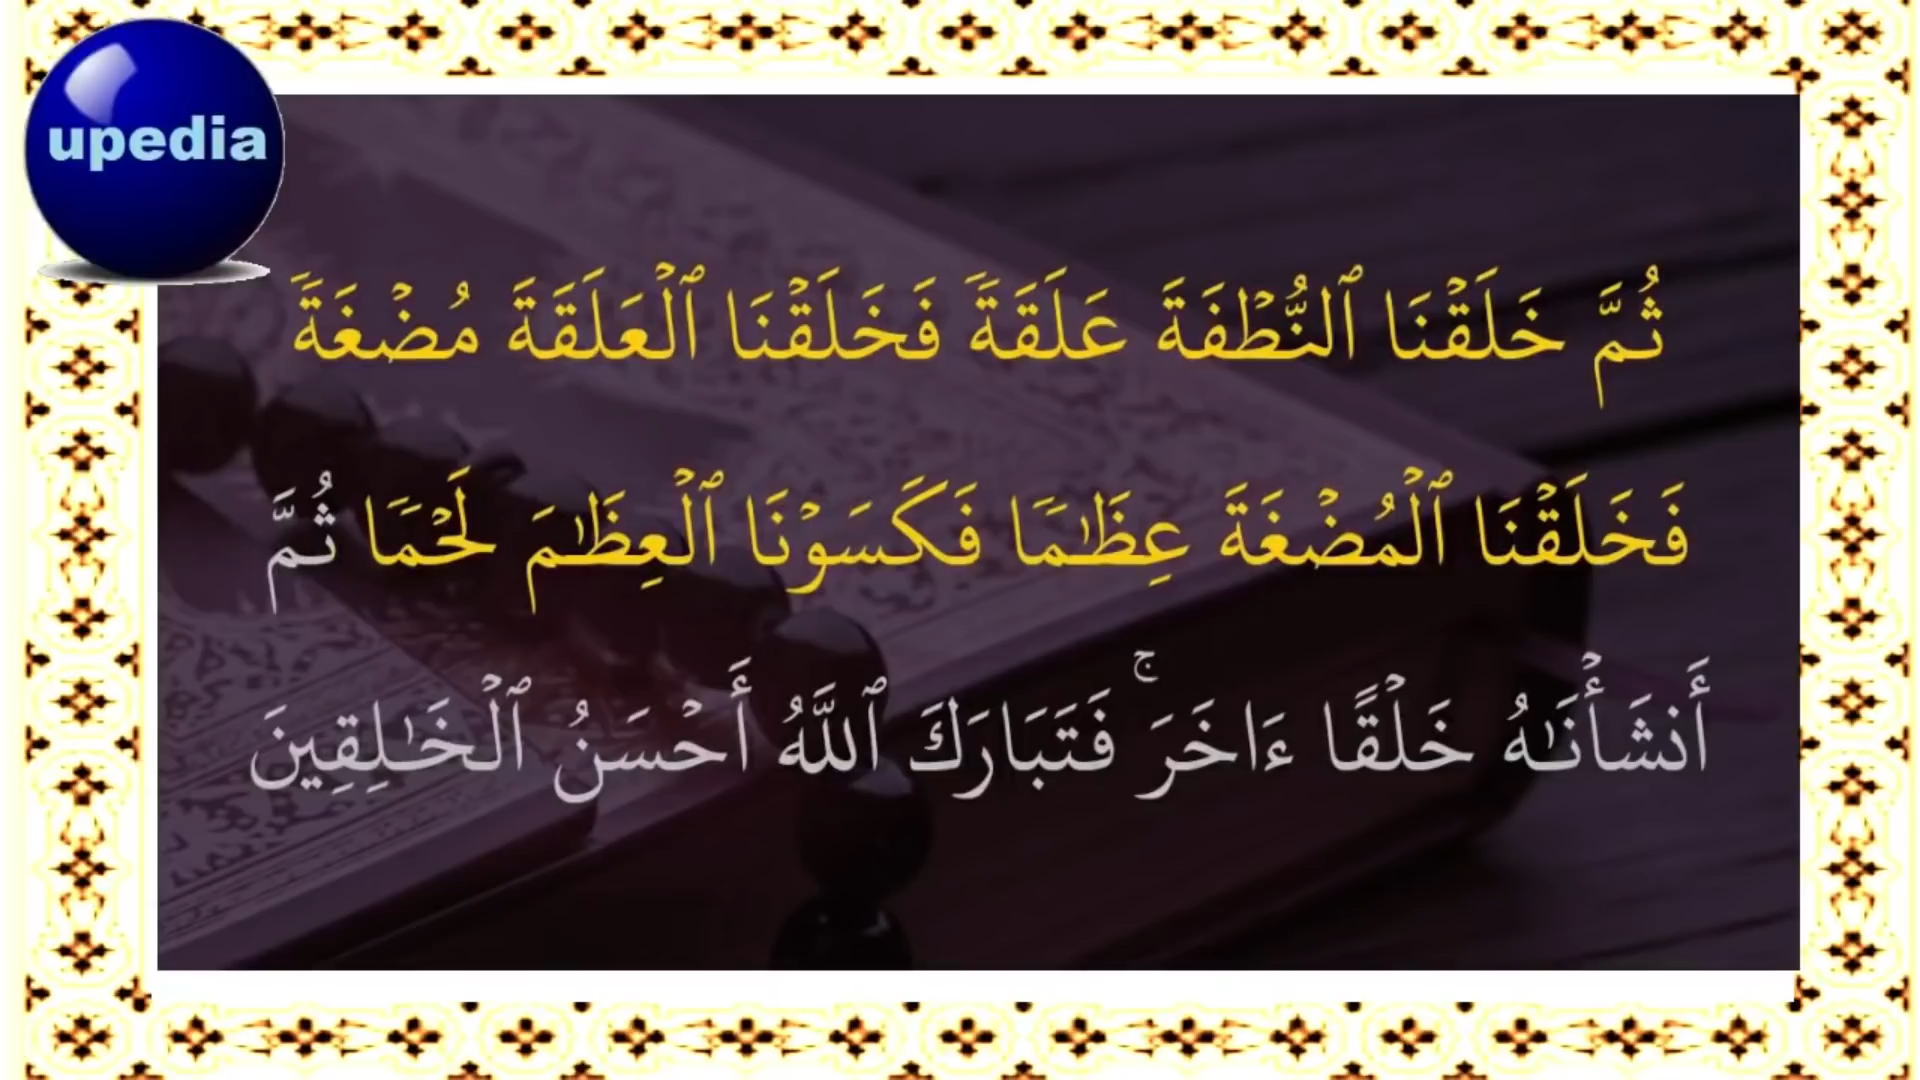 upedia
ثُمَّ خَلَقْنَا ٱلنُّطْفَةَ عَلَقَةً فَخَلَقْنَا ٱلْعَلَقَةَ مُضْغَةً
فَخَلَقْنَا ٱلْمُضْغَةَ عِظَٰمًا فَكَسَوْنَا ٱلْعِظَٰمَ لَحْمًا ثُمَّ
أَنشَأْنَٰهُ خَلْقًا ءَاخَرَ ۚ فَتَبَارَكَ ٱللَّهُ أَحْسَنُ ٱلْخَٰلِقِينَ